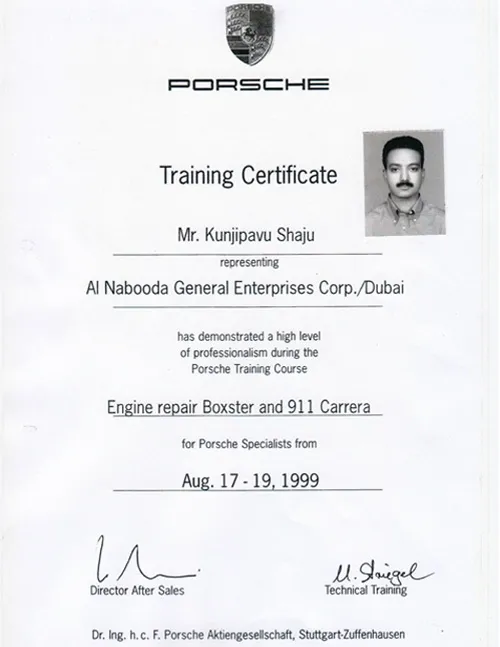 PORSCHE
Training Certificate
Mr. Kunjipavu Shaju
representing
Al Nabooda General Enterprises Corp./Dubai
has demonstrated a high level
of professionalism during the
Porsche Training Course
Engine repair Boxster and 911 Carrera
for Porsche Specialists from
Aug. 17 - 19, 1999
Director After Sales
Technical Training
Dr. Ing. h. c. F. Porsche Aktiengesellschaft, Stuttgart-Zuffenhausen